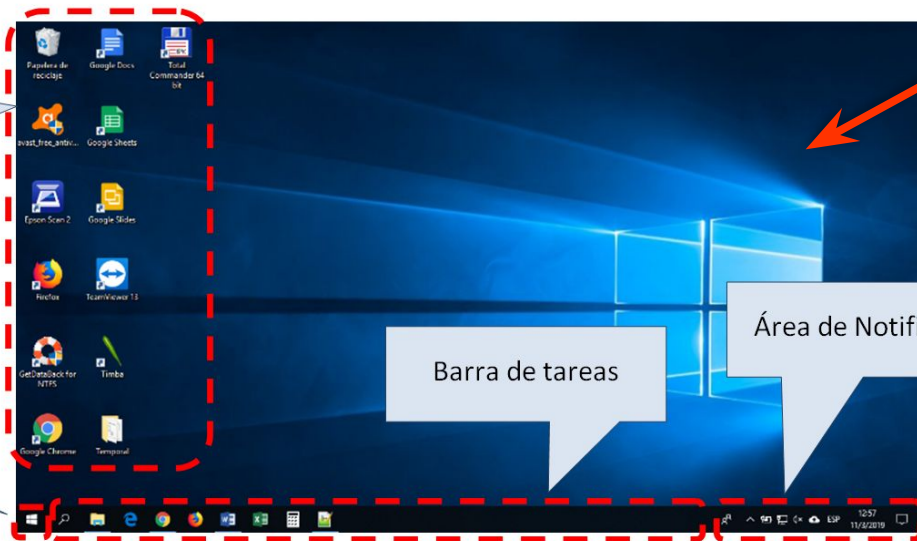 Papelera de
reciclaje
Google Docs
Total
Commander 64
bit
avast_free_antiv...
Google Sheets
Epson Scan 2
Google Slides
Firefox
TeamViewer 13
GetDataBack for
NTFS
Timba
Google Chrome
Temporal
Barra de tareas
Área de Notif
ESP
12:57
11/3/2019